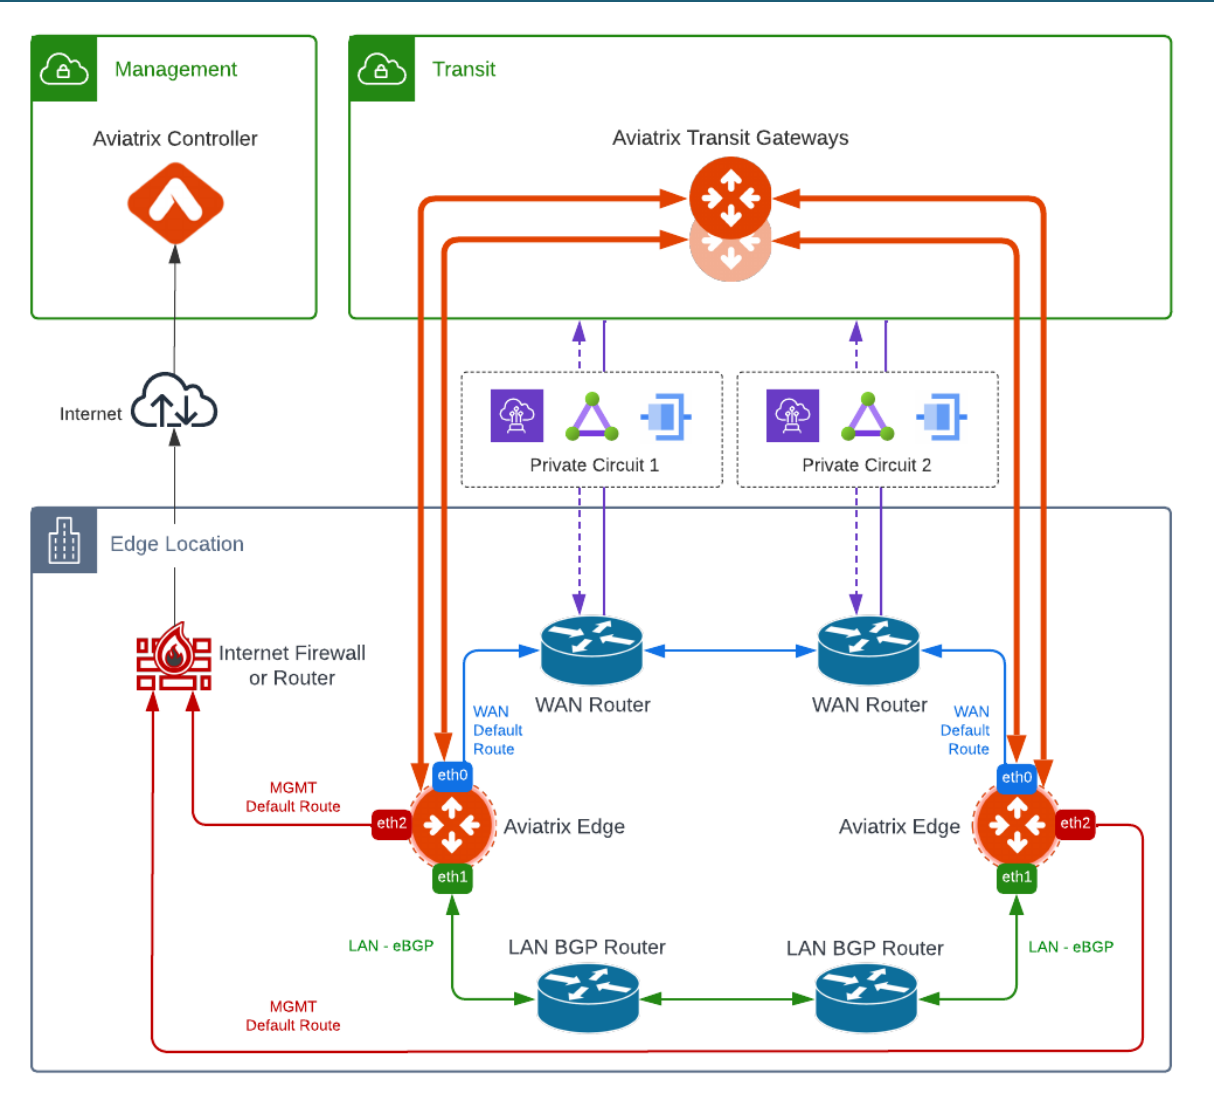 Management
Transit
Aviatrix Controller
Aviatrix Transit Gateways
Internet
Private Circuit 1
Private Circuit 2
Edge Location
Internet Firewall
or Router
WAN Router
WAN Router
WAN
Default
Route
WAN
Default
Route
eth0
eth0
MGMT
Default Route
eth2
Aviatrix Edge
Aviatrix Edge
eth2
eth1
eth1
LAN - eBGP
LAN BGP Router
LAN BGP Router
LAN - eBGP
MGMT
Default Route